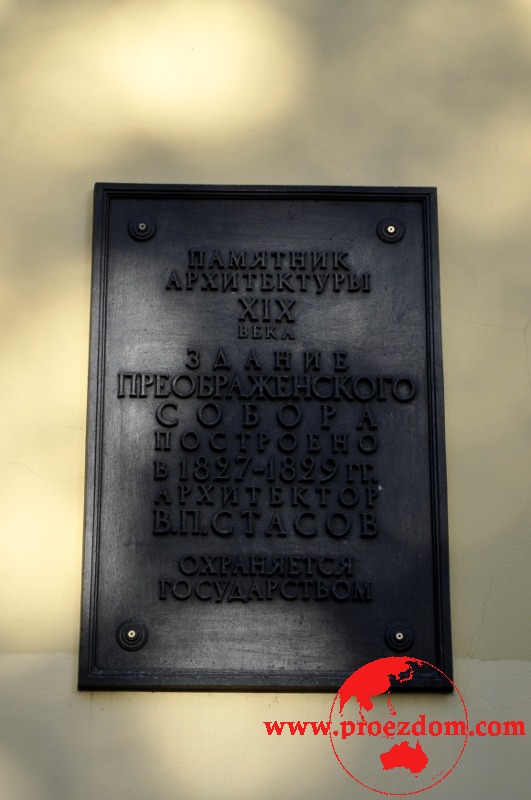 ПАМЯТНИК
АРХИТЕКТУРЫ
XIX
ВЕКА
ЗДАНИЕ
ПРЕОБРАЖЕНСКОГО
СОБОРА
ПОСТРОЕНО
В 1827-1829 ГГ.
АРХИТЕКТОР
В.П.СТАСОВ
ОХРАНЯЕТСЯ
ГОСУДАРСТВОМ
www.proezdom.com